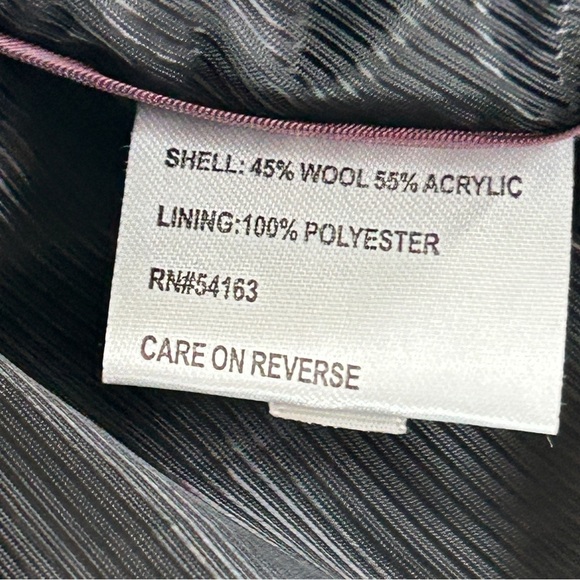 SHELL: 45% WOOL 55% ACRYLIC
LINING:100% POLYESTER
RN#54163
CARE ON REVERSE